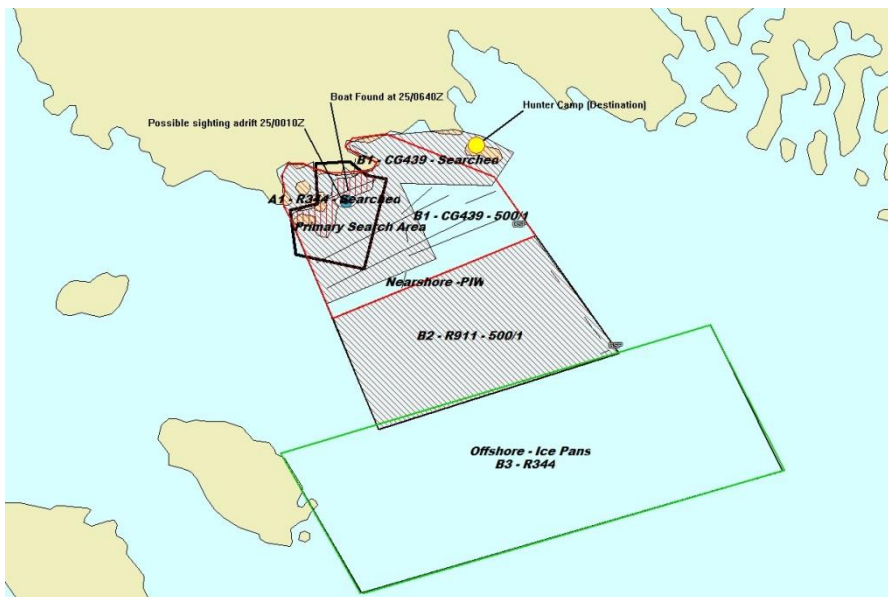 Boat Found at 25/0640Z
Hunter Camp (Destination)
Possible sighting adrift 25/0010Z
B1 - CG439 - Searched
A1 - R344 - Searched
B1 - CG439 - 500/1
Primary Search Area
Nearshore -PIW
B2 - R911 - 500/1
Offshore - Ice Pans
B3 - R344